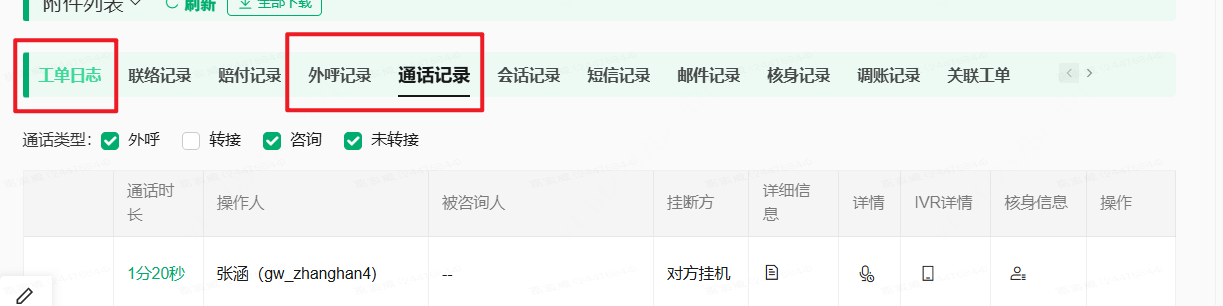 附件列表 刷新 全部下载
工单日志 联络记录 赔付记录 外呼记录 通话记录 会话记录 短信记录 邮件记录 核身记录 调账记录 关联工单
通话类型: 外呼 转接 咨询 未转接
通话时长 操作人 被咨询人 挂断方 详细信息 详情 IVR详情 核身信息 操作
1分20秒 张涵（gw_zhanghan4） -- 对方挂机